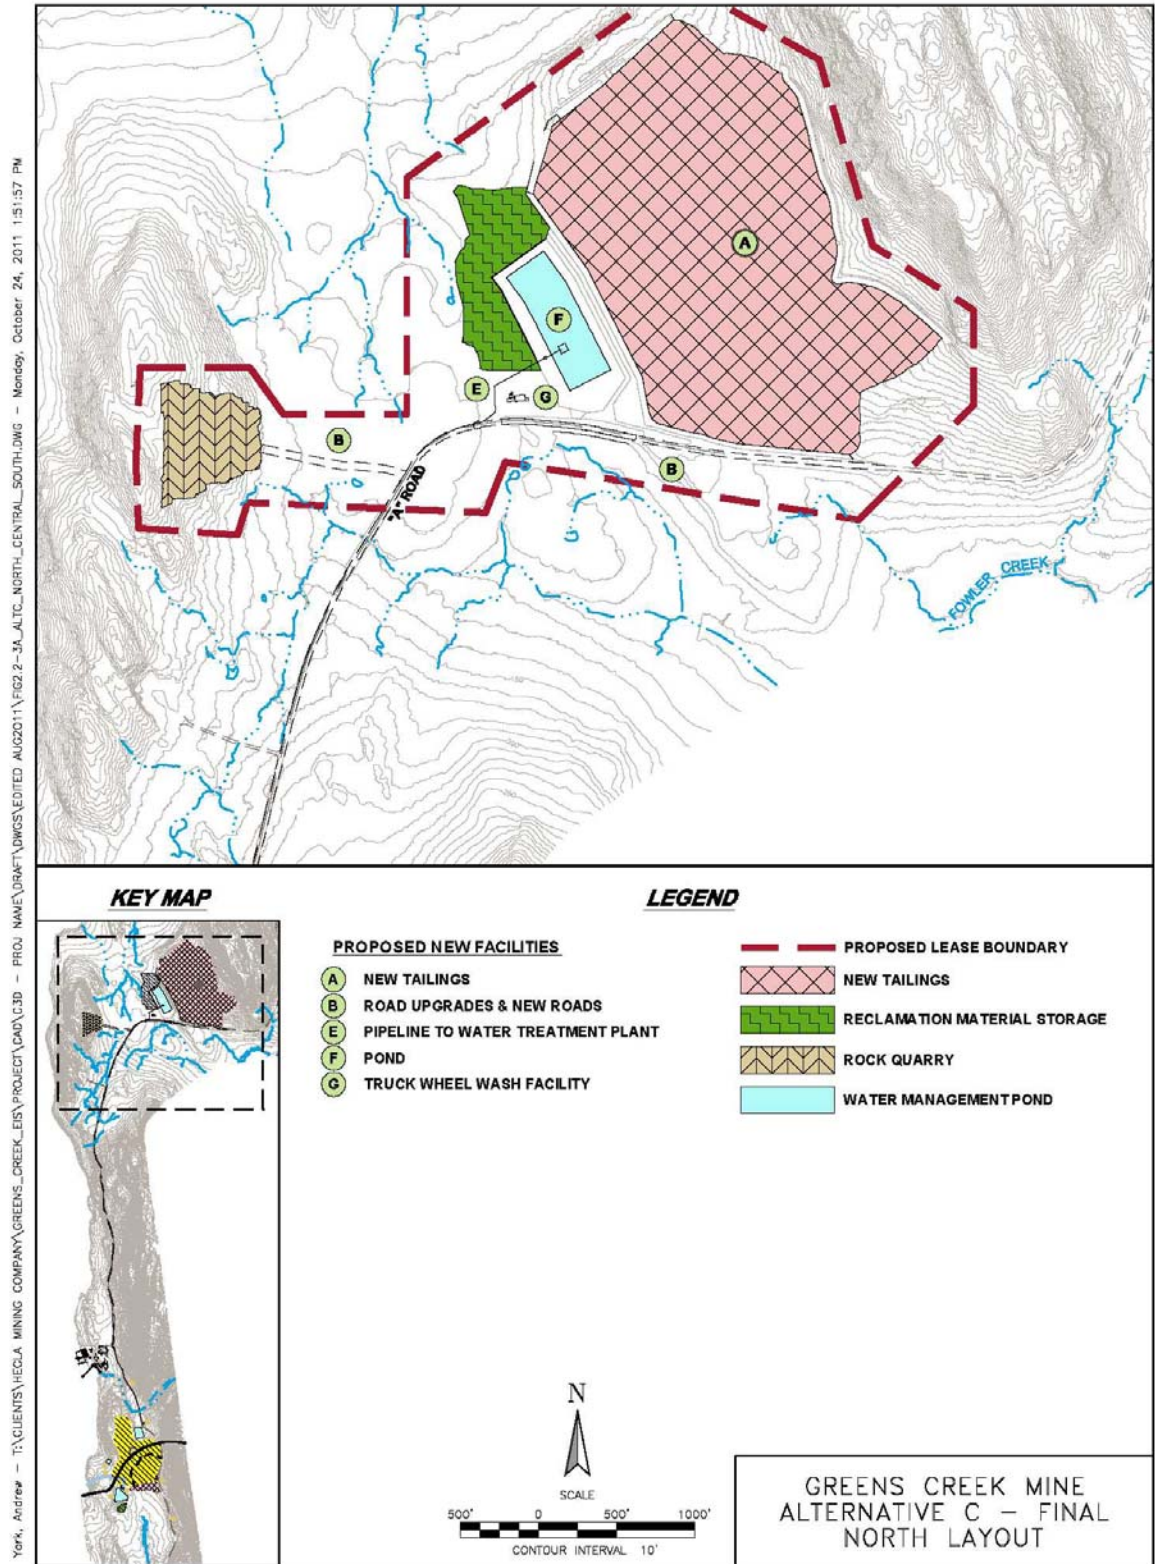 York, Andrew - T:\CLIENTS\HECLA MINING COMPANY\GREENS_CREEK_EIS\PROJECT\CAD\C3D - PROJ NAME\DRAFT\DWGS\EDITED AUG2011\FIG2.2-3A_ALTC_NORTH_CENTRAL_SOUTH.DWG - Monday, October 24, 2011 1:51:57 PM
A
F
E
G
B
B
"A" ROAD
FOWLER CREEK
KEY MAP
LEGEND
PROPOSED NEW FACILITIES
A NEW TAILINGS
B ROAD UPGRADES & NEW ROADS
E PIPELINE TO WATER TREATMENT PLANT
F POND
G TRUCK WHEEL WASH FACILITY
PROPOSED LEASE BOUNDARY
NEW TAILINGS
RECLAMATION MATERIAL STORAGE
ROCK QUARRY
WATER MANAGEMENT POND
N
SCALE
500' 0 500' 1000'
CONTOUR INTERVAL 10'
GREENS CREEK MINE
ALTERNATIVE C - FINAL
NORTH LAYOUT